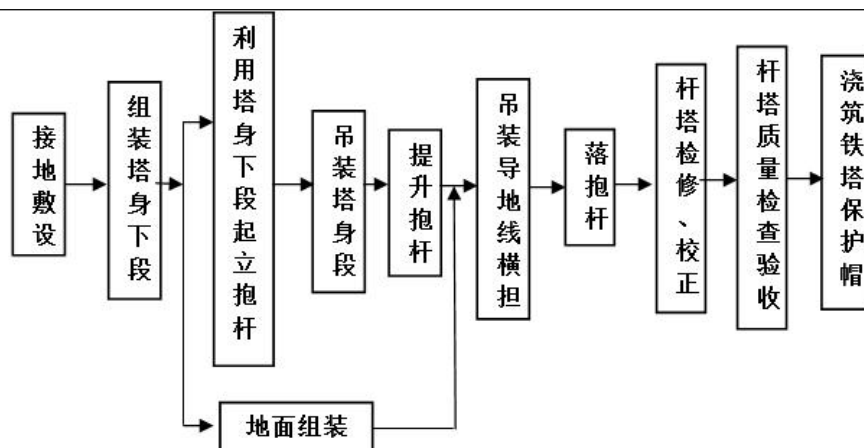 接地敷设
组装塔身下段
利用塔身下段起立抱杆
吊装塔身段
提升抱杆
吊装导地线横担
落抱杆
杆塔检修、校正
杆塔质量检查验收
浇筑铁塔保护帽
地面组装